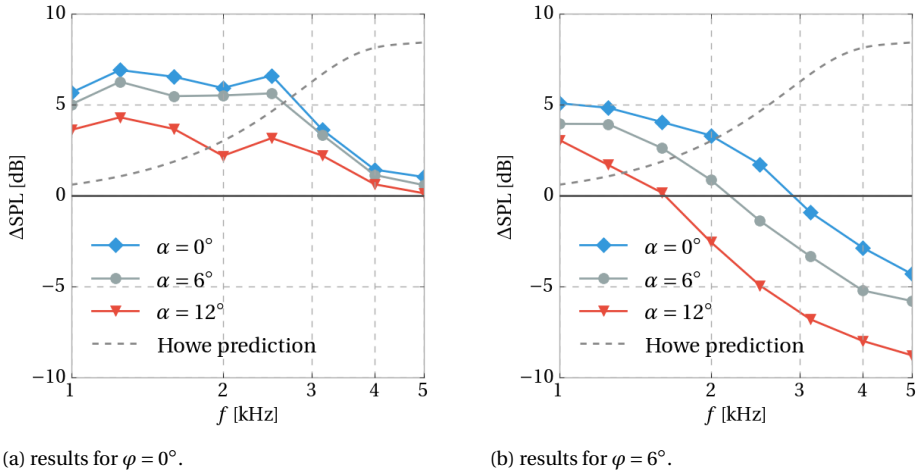 10
5
0
−5
−10
ΔSPL [dB]
α = 0°
α = 6°
α = 12°
Howe prediction
1 2 3 4 5
f [kHz]
(a) results for φ = 0°.
10
5
0
−5
−10
ΔSPL [dB]
α = 0°
α = 6°
α = 12°
Howe prediction
1 2 3 4 5
f [kHz]
(b) results for φ = 6°.